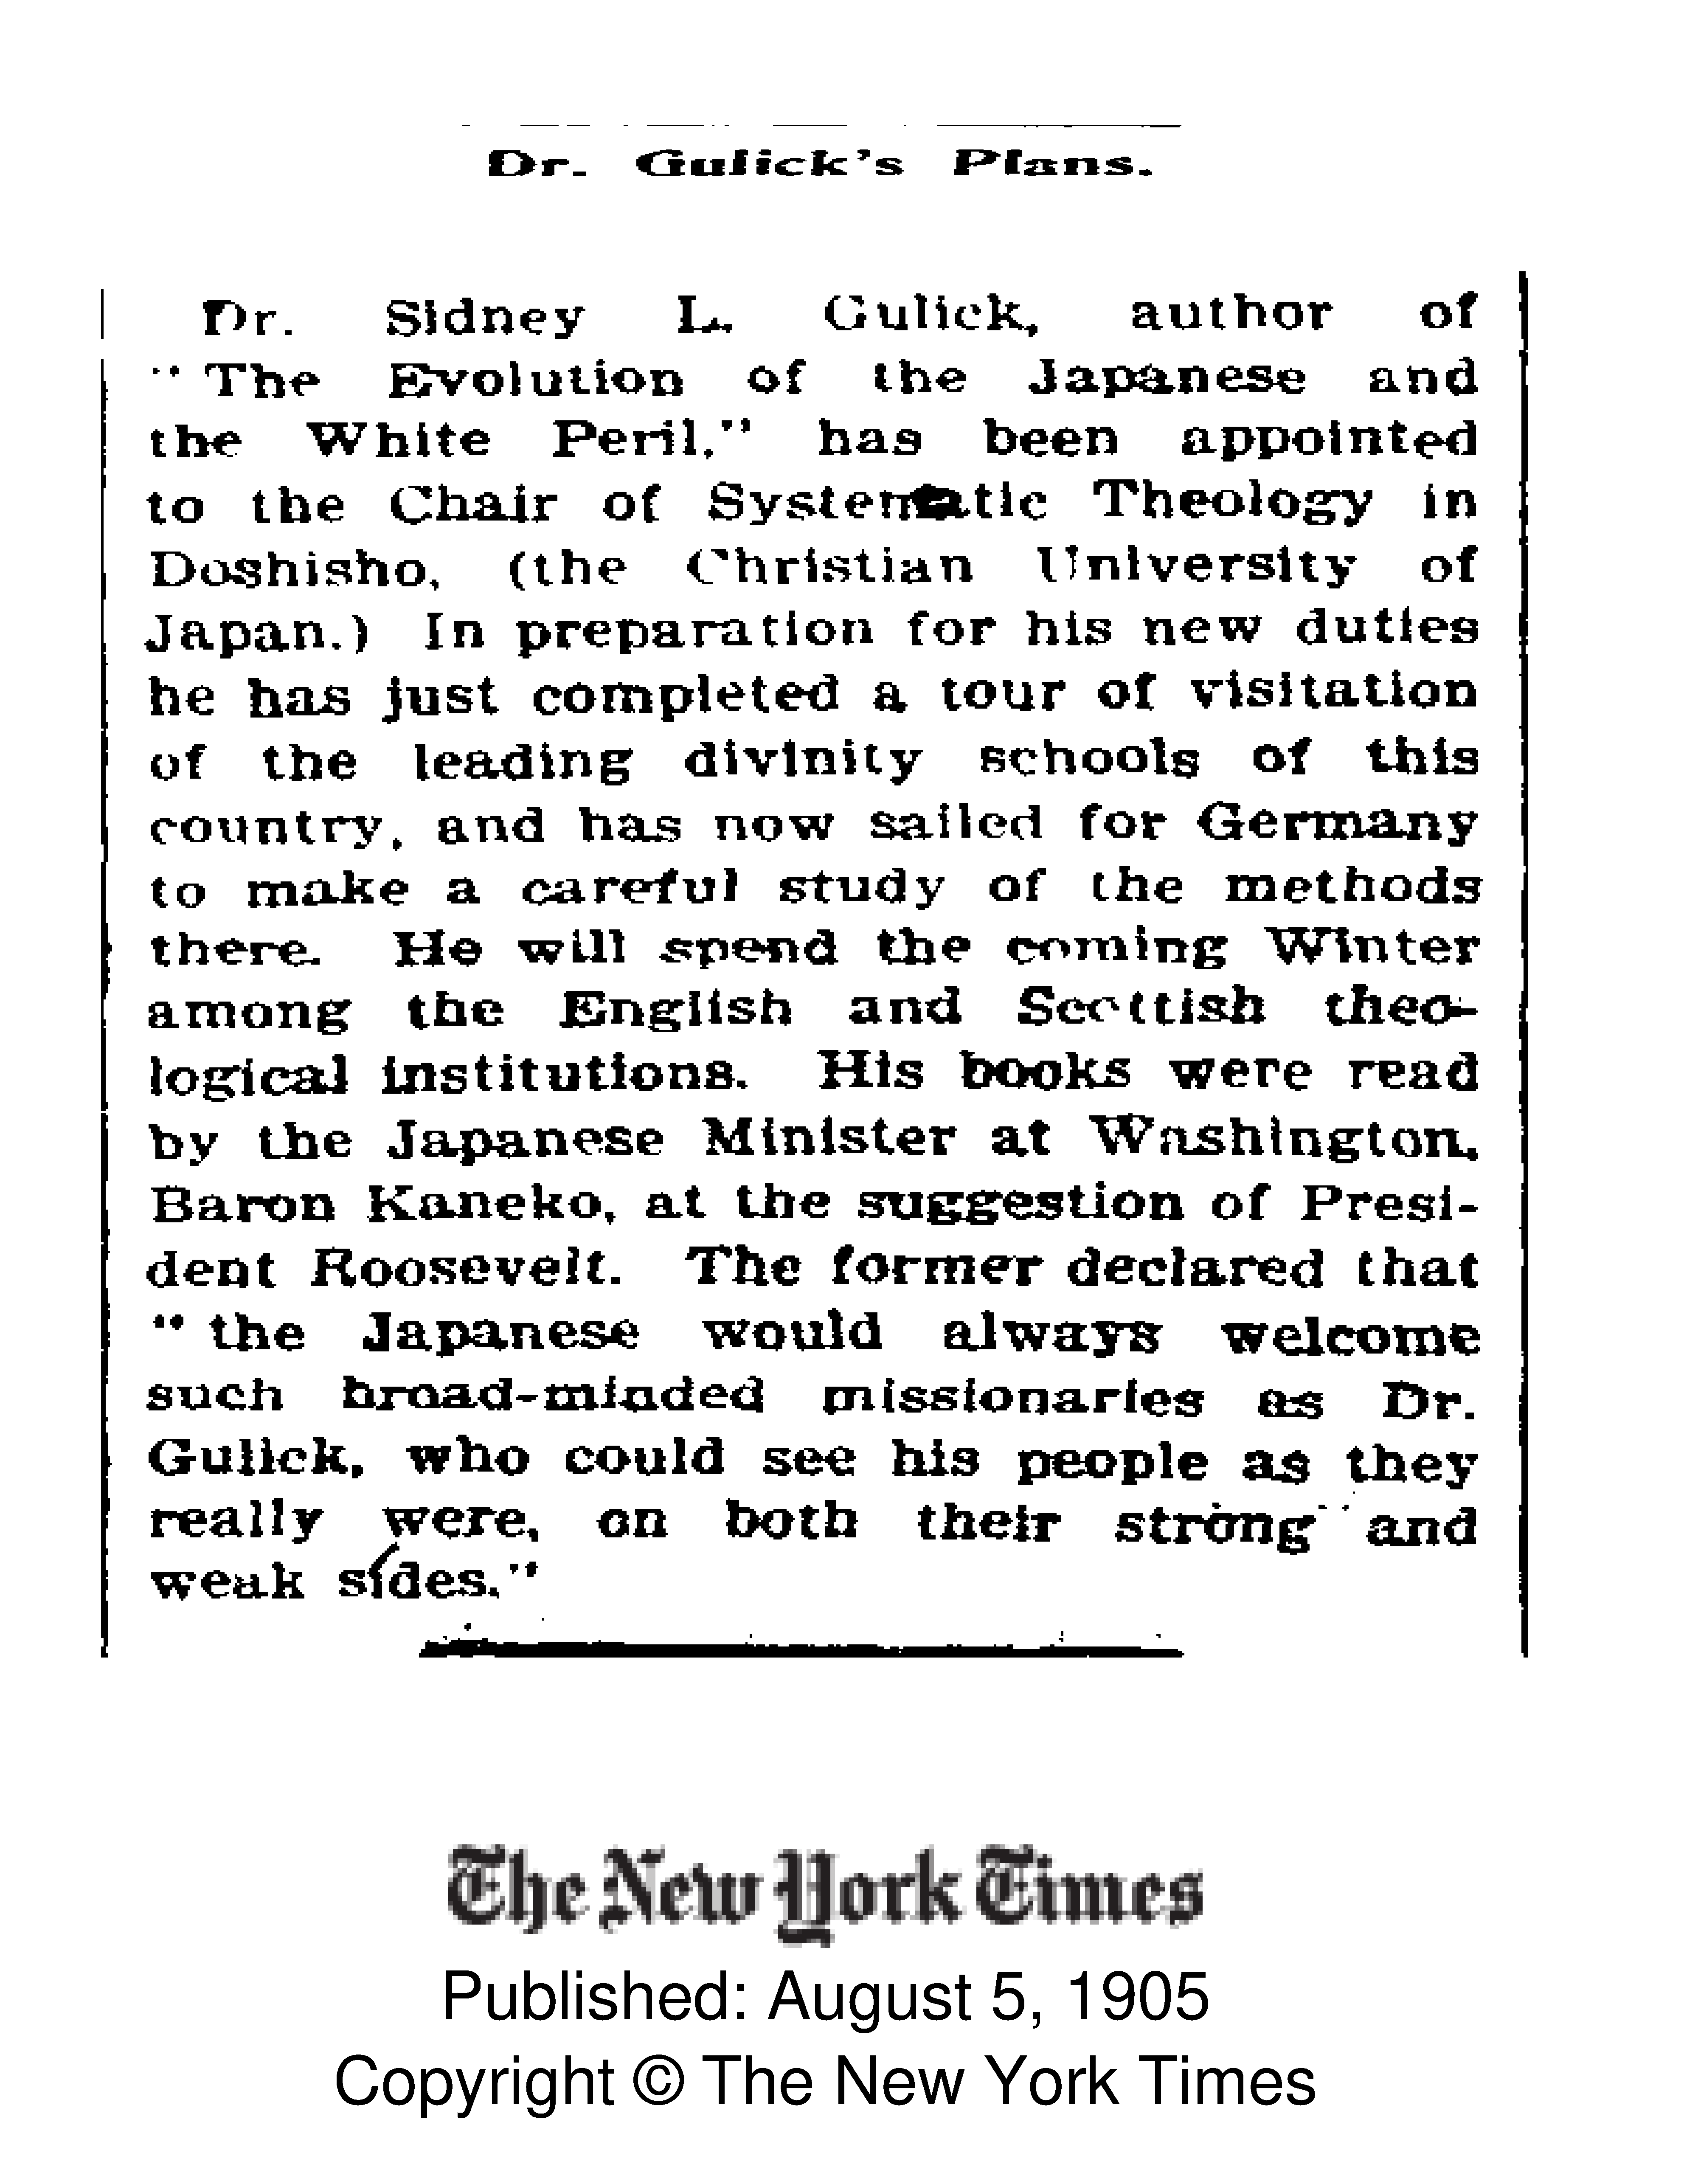 Dr. Gulick's Plans.
Dr. Sidney L. Gulick, author of
"The Evolution of the Japanese and
the White Peril," has been appointed
to the Chair of Systematic Theology in
Doshisho, (the Christian University of
Japan.) In preparation for his new duties
he has just completed a tour of visitation
of the leading divinity schools of this
country, and has now sailed for Germany
to make a careful study of the methods
there. He will spend the coming Winter
among the English and Scottish theo-
logical institutions. His books were read
by the Japanese Minister at Washington,
Baron Kaneko, at the suggestion of Presi-
dent Roosevelt. The former declared that
"the Japanese would always welcome
such broad-minded missionaries as Dr.
Gulick, who could see his people as they
really were, on both their strong and
weak sides."
The New York Times
Published: August 5, 1905
Copyright © The New York Times